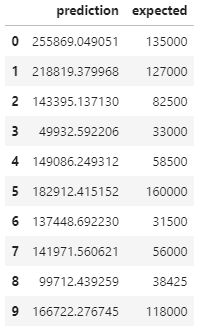 prediction expected
0 255869.049051 135000
1 218819.379968 127000
2 143395.137130 82500
3 49932.592206 33000
4 149086.249312 58500
5 182912.415152 160000
6 137448.692230 31500
7 141971.560621 56000
8 99712.439259 38425
9 166722.276745 118000